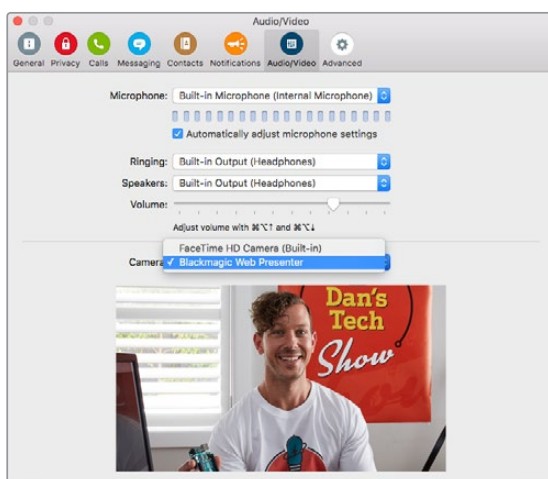 Audio/Video
General Privacy Calls Messaging Contacts Notifications Audio/Video Advanced
Microphone: Built-in Microphone (Internal Microphone)
Automatically adjust microphone settings
Ringing: Built-in Output (Headphones)
Speakers: Built-in Output (Headphones)
Volume:
Adjust volume with ⌘⌥↑ and ⌘⌥↓
FaceTime HD Camera (Built-in)
Camera ✓ Blackmagic Web Presenter
Dan's
Tech
Show